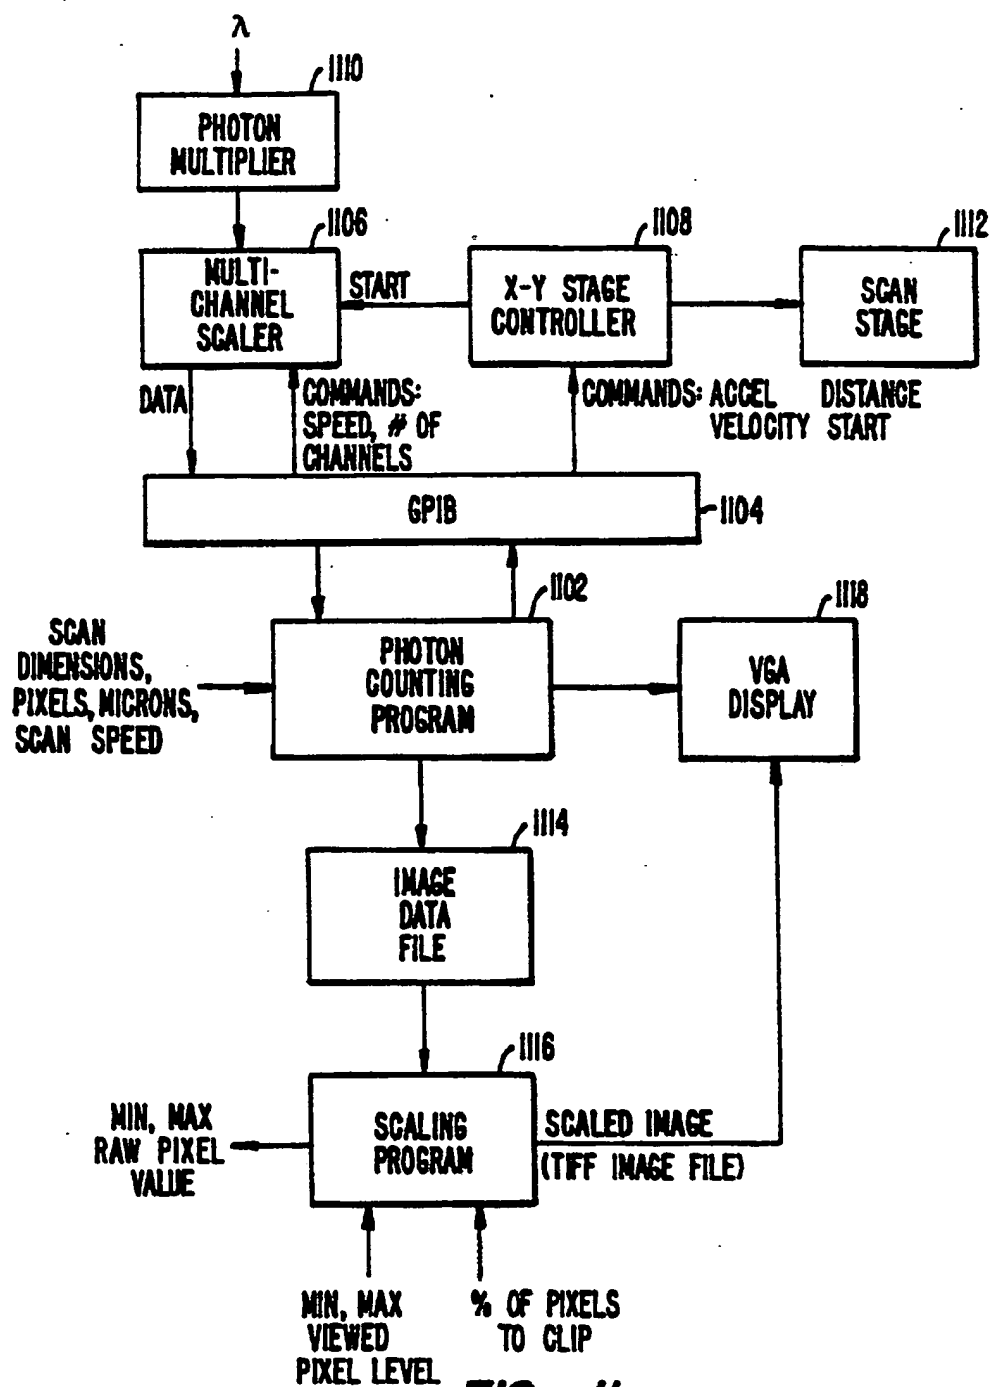 λ
1110
PHOTON
MULTIPLIER
1106
MULTI-
CHANNEL
SCALER
START
1108
X-Y STAGE
CONTROLLER
1112
SCAN
STAGE
DATA
COMMANDS:
SPEED, # OF
CHANNELS
COMMANDS: ACCEL DISTANCE
VELOCITY START
GPIB
1104
1102
SCAN
DIMENSIONS,
PIXELS, MICRONS,
SCAN SPEED
PHOTON
COUNTING
PROGRAM
1118
VGA
DISPLAY
1114
IMAGE
DATA
FILE
1116
MIN, MAX
RAW PIXEL
VALUE
SCALING
PROGRAM
SCALED IMAGE
(TIFF IMAGE FILE)
MIN, MAX
VIEWED
PIXEL LEVEL
% OF PIXELS
TO CLIP